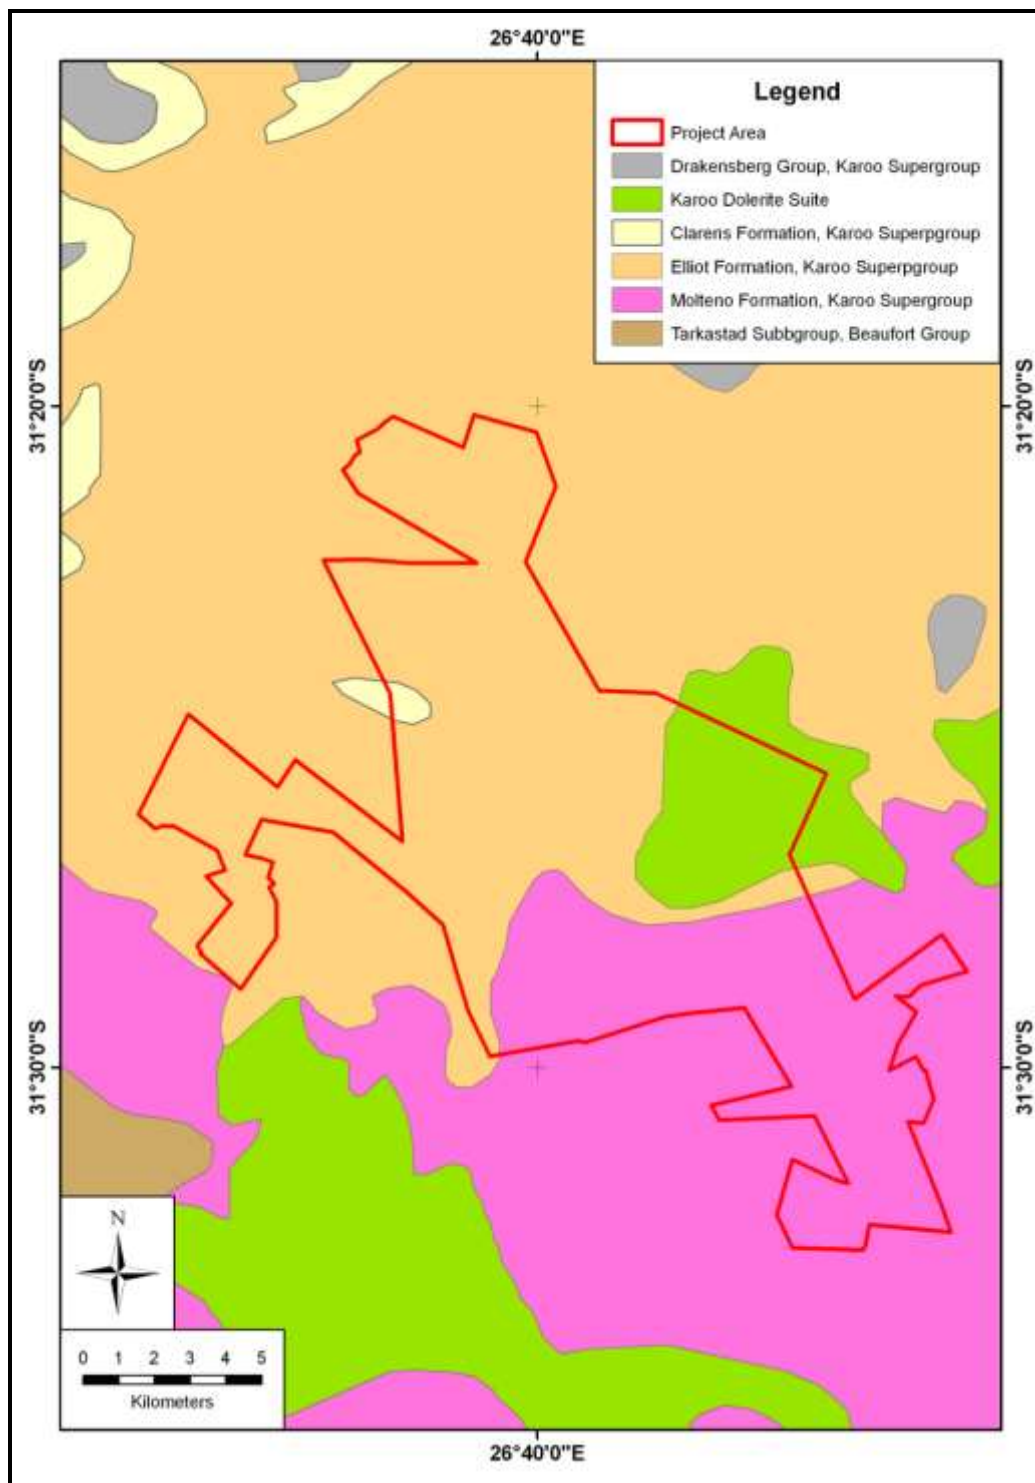 26°40'0"E
Legend
Project Area
Drakensberg Group, Karoo Supergroup
Karoo Dolerite Suite
Clarens Formation, Karoo Superpgroup
Elliot Formation, Karoo Superpgroup
Molteno Formation, Karoo Supergroup
Tarkastad Subbgroup, Beaufort Group
31°20'0"S
31°20'0"S
31°30'0"S
31°30'0"S
N
0 1 2 3 4 5
Kilometers
26°40'0"E